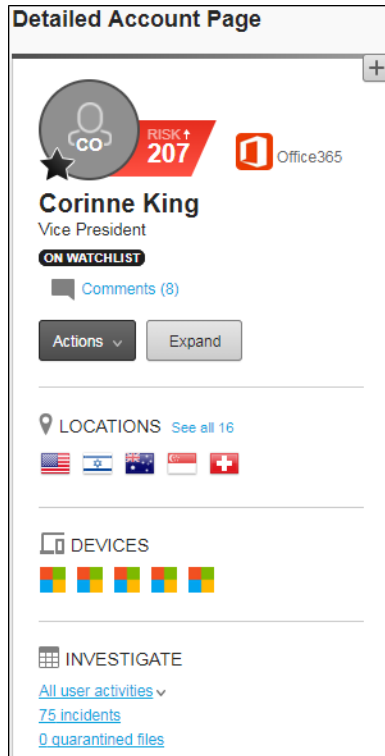 Detailed Account Page
+
CO
RISK↑
207
Office365
Corinne King
Vice President
ON WATCHLIST
Comments (8)
Actions
Expand
LOCATIONS See all 16
DEVICES
INVESTIGATE
All user activities
75 incidents
0 quarantined files